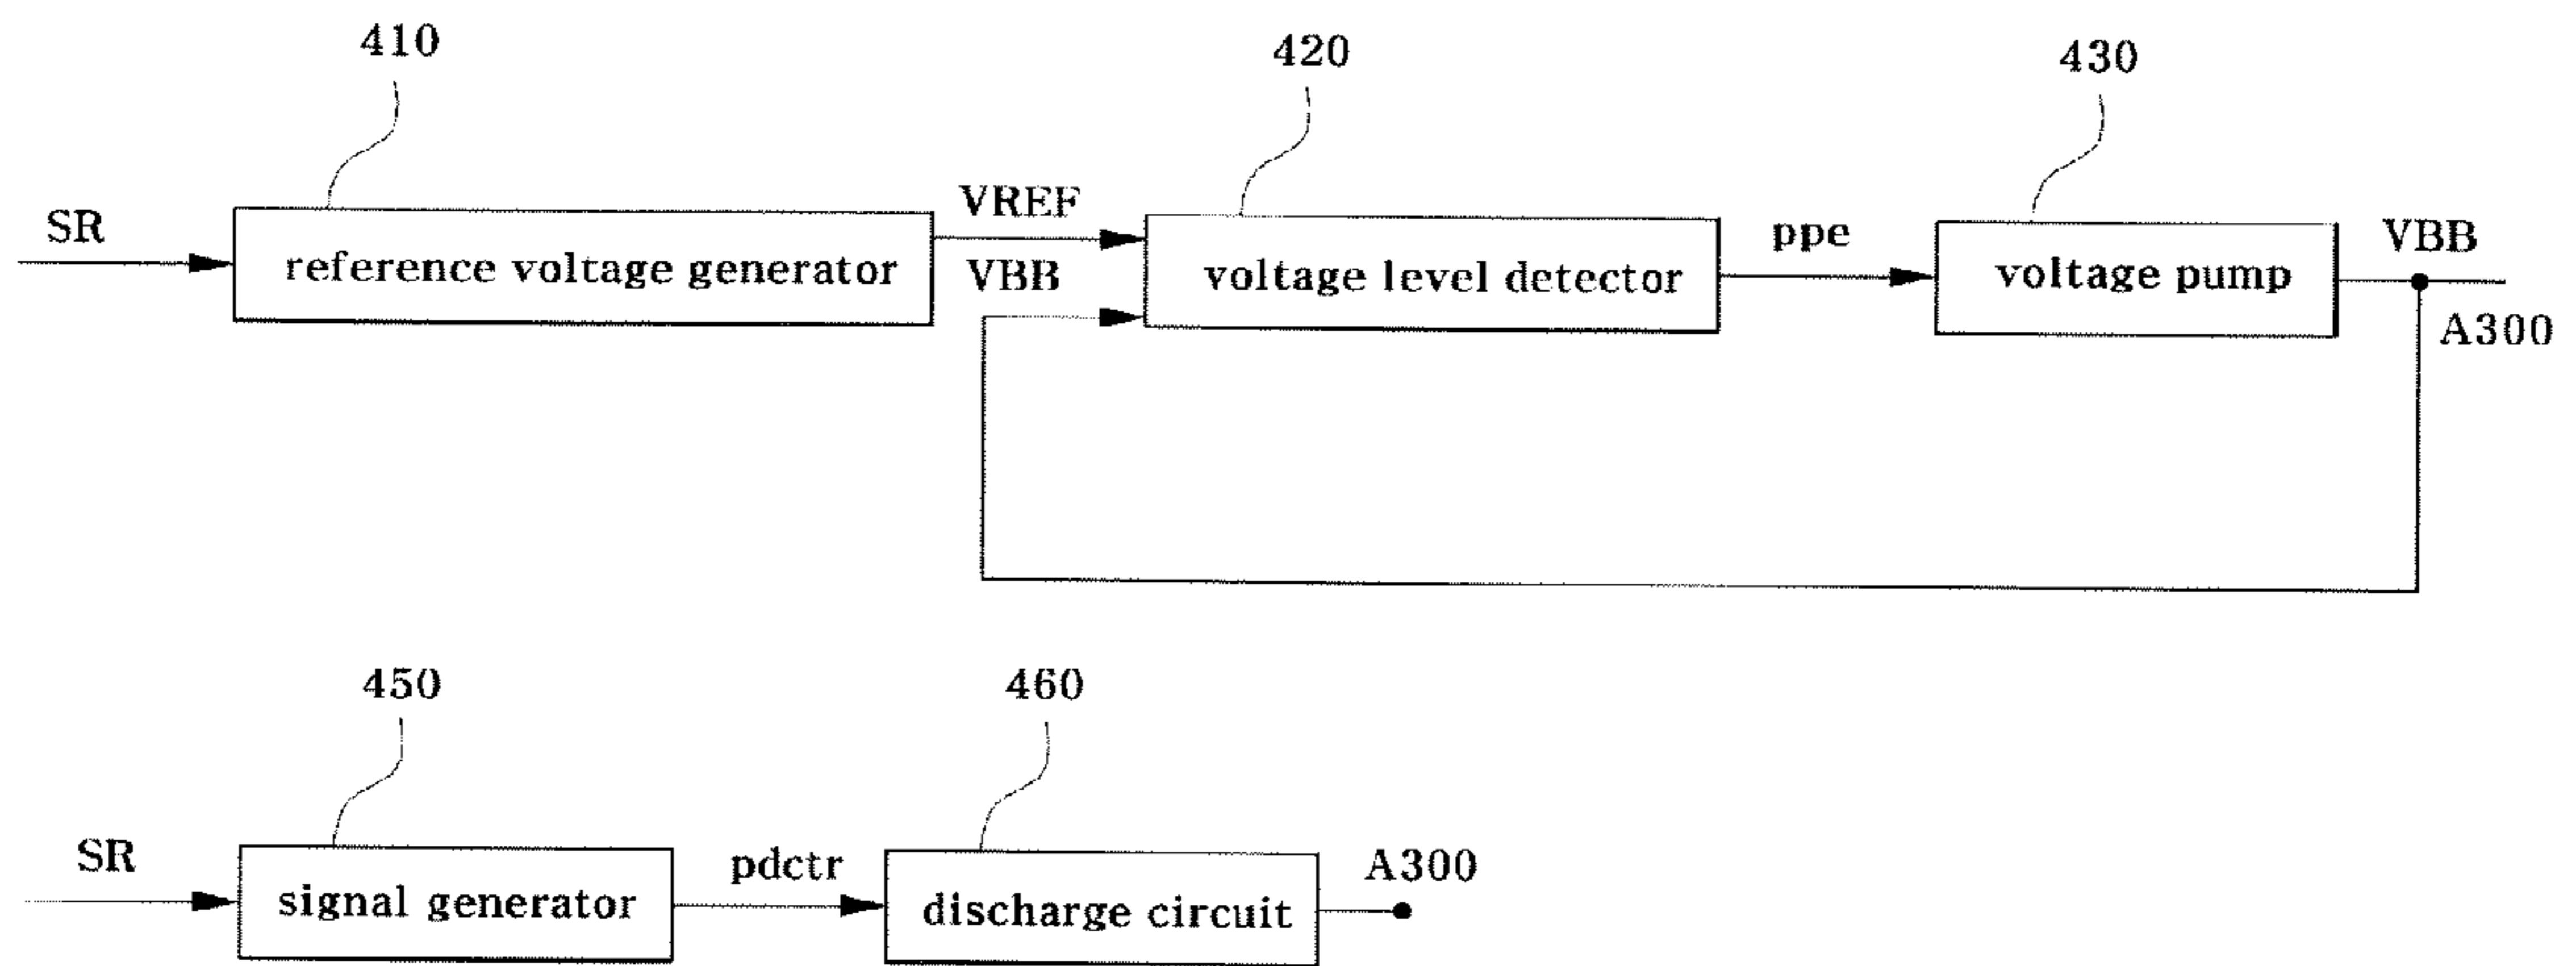 410
420
430
SR
reference voltage generator
VREF
VBB
voltage level detector
ppe
voltage pump
VBB
A300
450
460
SR
signal generator
pdctr
discharge circuit
A300